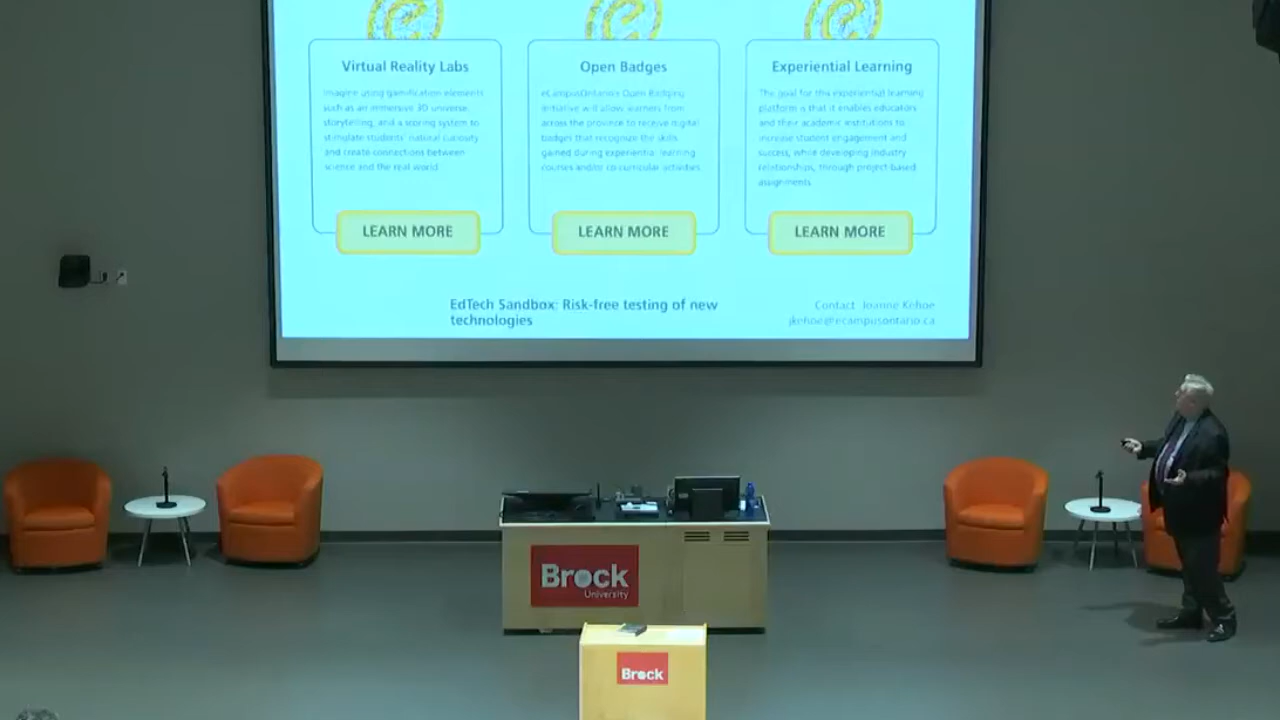 Virtual Reality Labs
Imagine using gamification elements
such as an immersive 3D universe,
storytelling, and a scoring system to
stimulate students' natural curiosity
and create connections between
science and the real world.
LEARN MORE
Open Badges
eCampusOntario's Open Badging
initiative will allow learners from
across the province to receive digital
badges that recognize the skills
gained during experiential learning
courses and/or co-curricular activities.
LEARN MORE
Experiential Learning
The goal for this experiential learning
platform is that it enables educators
and their academic institutions to
increase student engagement and
success, while developing industry
relationships, through project-based
assignments.
LEARN MORE
EdTech Sandbox: Risk-free testing of new
technologies
Contact: Joanne Kehoe
jkehoe@ecampusontario.ca
Brock
University
Brock